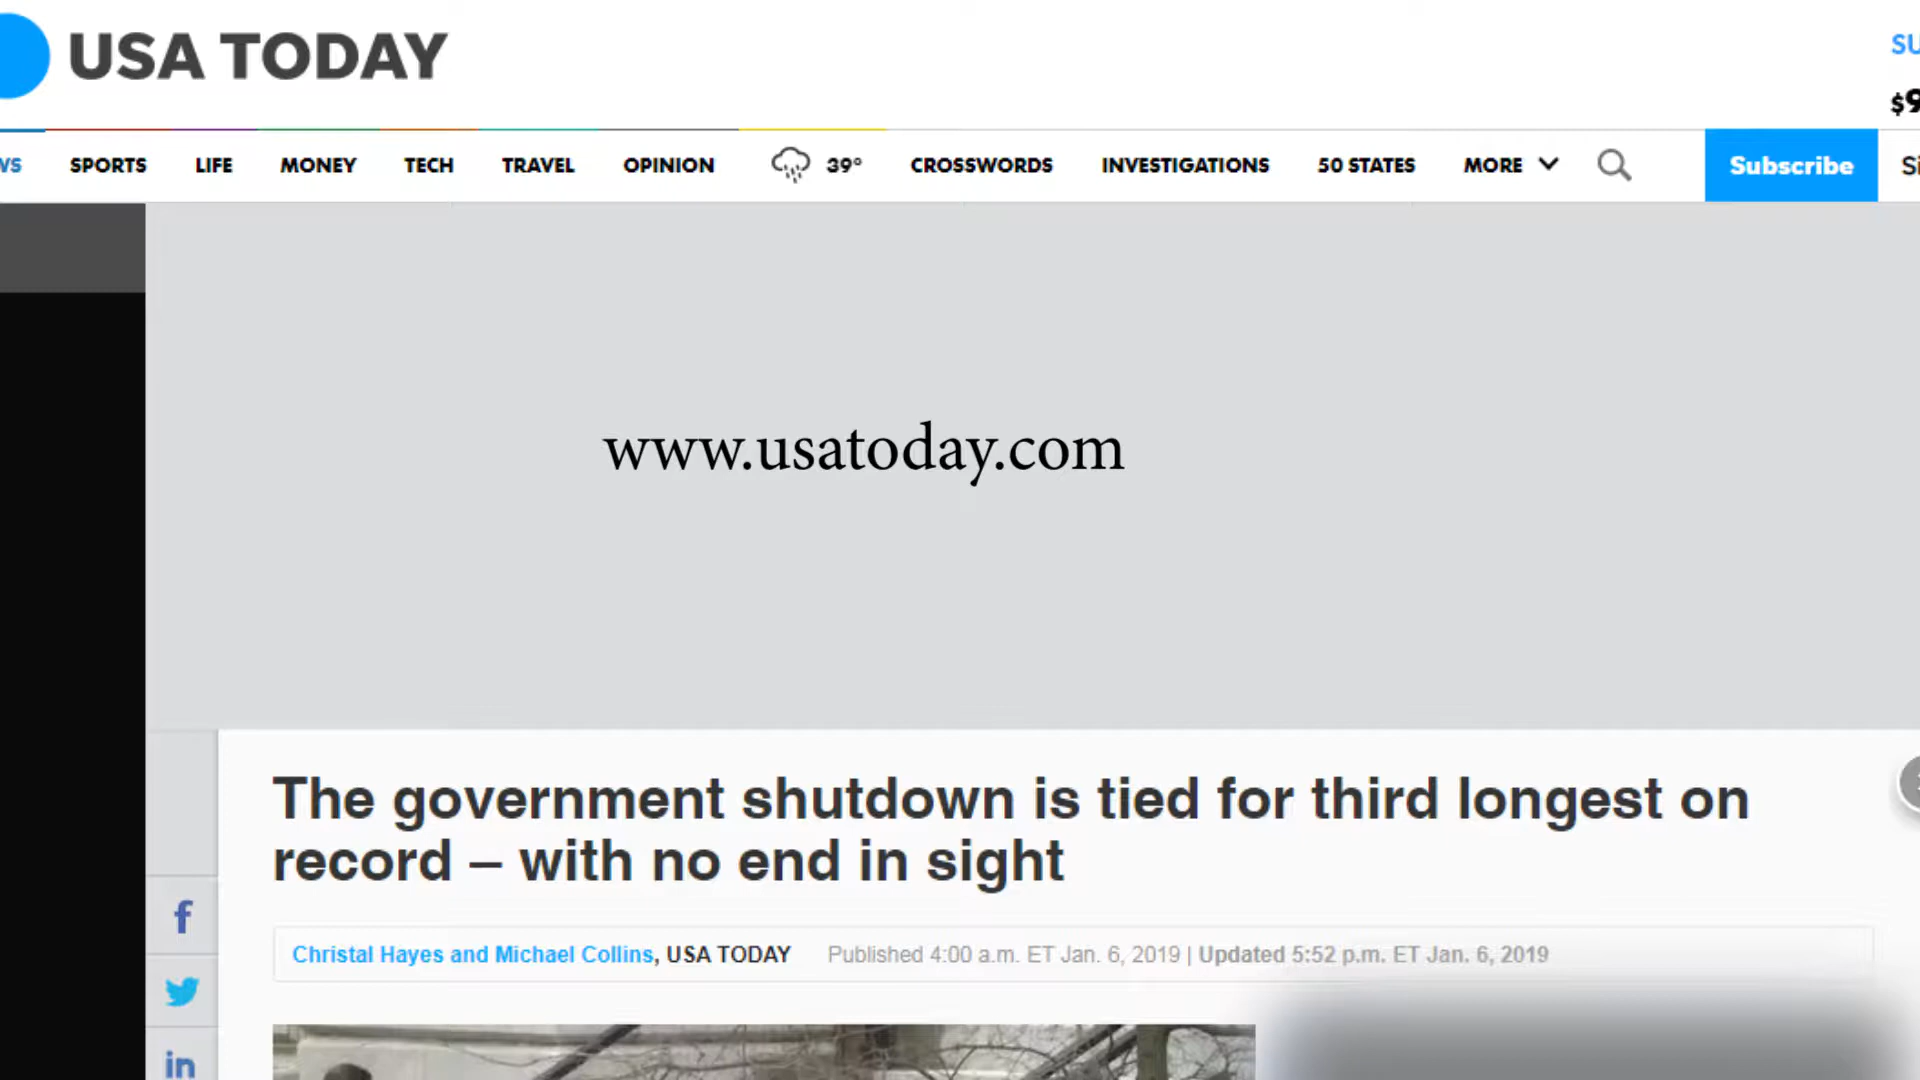 USA TODAY
SPORTS LIFE MONEY TECH TRAVEL OPINION 39° CROSSWORDS INVESTIGATIONS 50 STATES MORE Subscribe
www.usatoday.com
The government shutdown is tied for third longest on
record – with no end in sight
Christal Hayes and Michael Collins, USA TODAY Published 4:00 a.m. ET Jan. 6, 2019 | Updated 5:52 p.m. ET Jan. 6, 2019